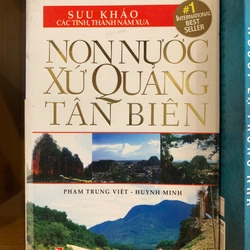 SƯU KHẢO
CÁC TỈNH, THÀNH NĂM XƯA
#1
INTERNATIONAL
BEST
SELLER
NON NƯỚC
XỨ QUẢNG
TÂN BIÊN
PHẠM TRUNG VIỆT - HUỲNH MINH